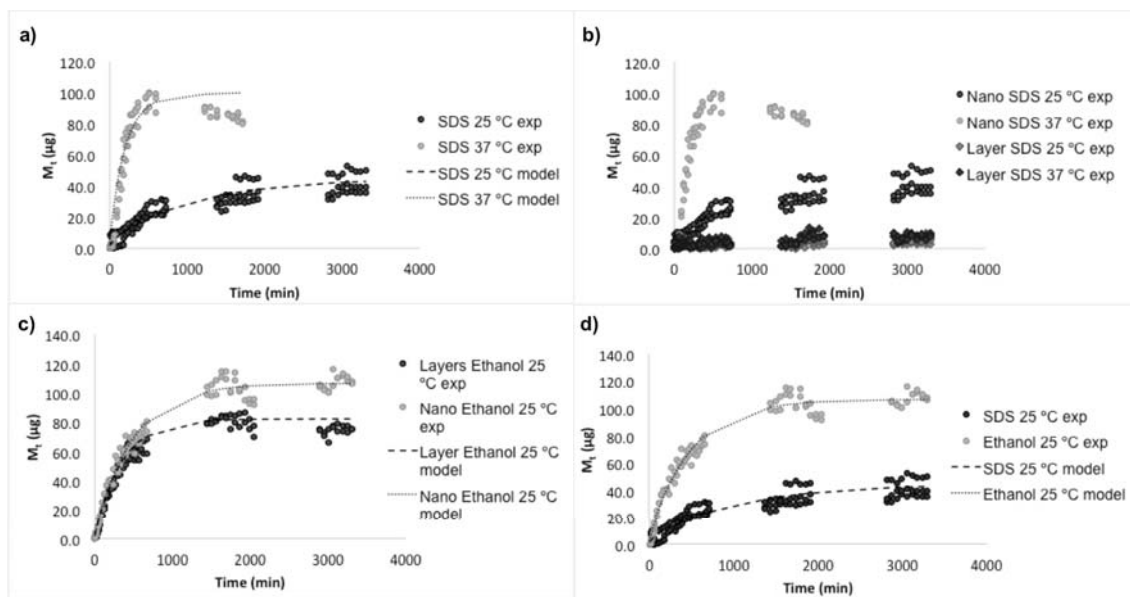 a)
120.0
100.0
80.0
60.0
40.0
20.0
0.0
Mt (µg)
0 1000 2000 3000 4000
Time (min)
SDS 25 °C exp
SDS 37 °C exp
SDS 25 °C model
SDS 37 °C model
b)
120.0
100.0
80.0
60.0
40.0
20.0
0.0
Mt (µg)
0 1000 2000 3000 4000
Time (min)
Nano SDS 25 °C exp
Nano SDS 37 °C exp
Layer SDS 25 °C exp
Layer SDS 37 °C exp
c)
140.0
120.0
100.0
80.0
60.0
40.0
20.0
0.0
Mt (µg)
0 1000 2000 3000 4000
Time (min)
Layers Ethanol 25
°C exp
Nano Ethanol 25 °C
exp
Layer Ethanol 25 °C
model
Nano Ethanol 25 °C
model
d)
140.0
120.0
100.0
80.0
60.0
40.0
20.0
0.0
Mt (µg)
0 1000 2000 3000 4000
Time (min)
SDS 25 °C exp
Ethanol 25 °C exp
SDS 25 °C model
Ethanol 25 °C model